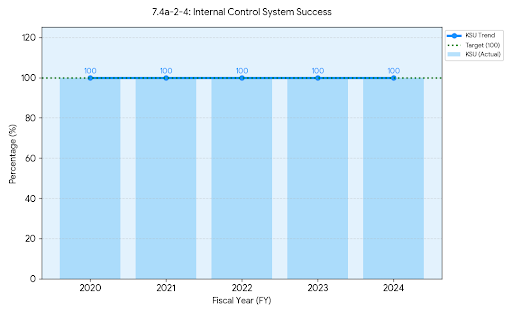 7.4a-2-4: Internal Control System Success
KSU Trend
Target (100)
KSU (Actual)
Percentage (%)
120
100
80
60
40
20
0
100 100 100 100 100
2020 2021 2022 2023 2024
Fiscal Year (FY)